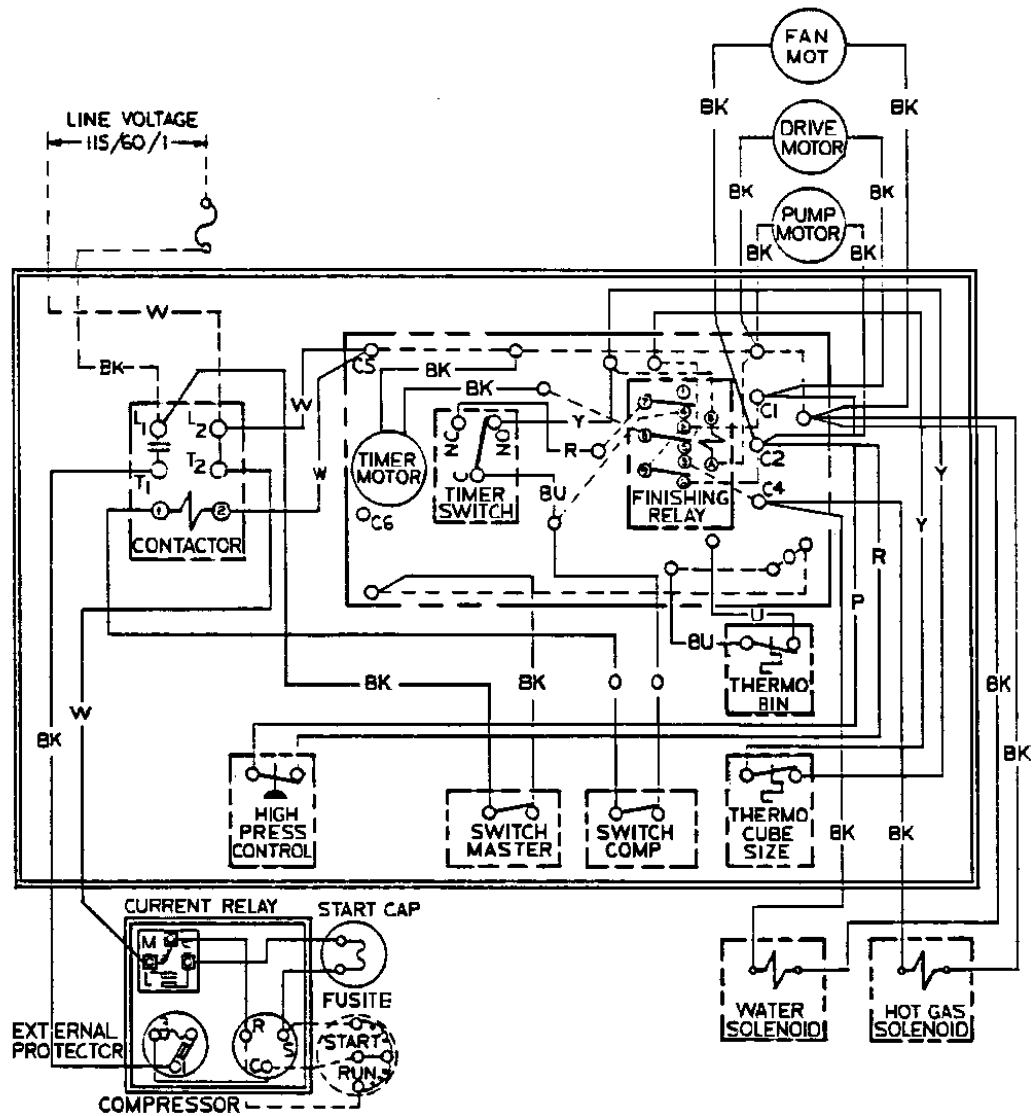 FAN
MOT
LINE VOLTAGE
115/60/1
BK
BK
DRIVE
MOTOR
BK
BK
PUMP
MOTOR
BK
BK
W
C5
BK
BK
BK
W
L1
L2
T1
T2
1
2
CONTACTOR
W
TIMER
MOTOR
C6
NC
NO
C
TIMER
SWITCH
Y
R
BU
FINISHING
RELAY
C1
C2
C4
Y
Y
R
P
U
BU
THERMO
BIN
BK
BK
O
O
W
BK
BK
BK
HIGH
PRESS
CONTROL
SWITCH
MASTER
SWITCH
COMP
THERMO
CUBE
SIZE
BK
BK
CURRENT RELAY
M
L
START CAP
FUSITE
WATER
SOLENOID
HOT GAS
SOLENOID
EXTERNAL
PROTECTOR
R
S
C
START
RUN
COMPRESSOR